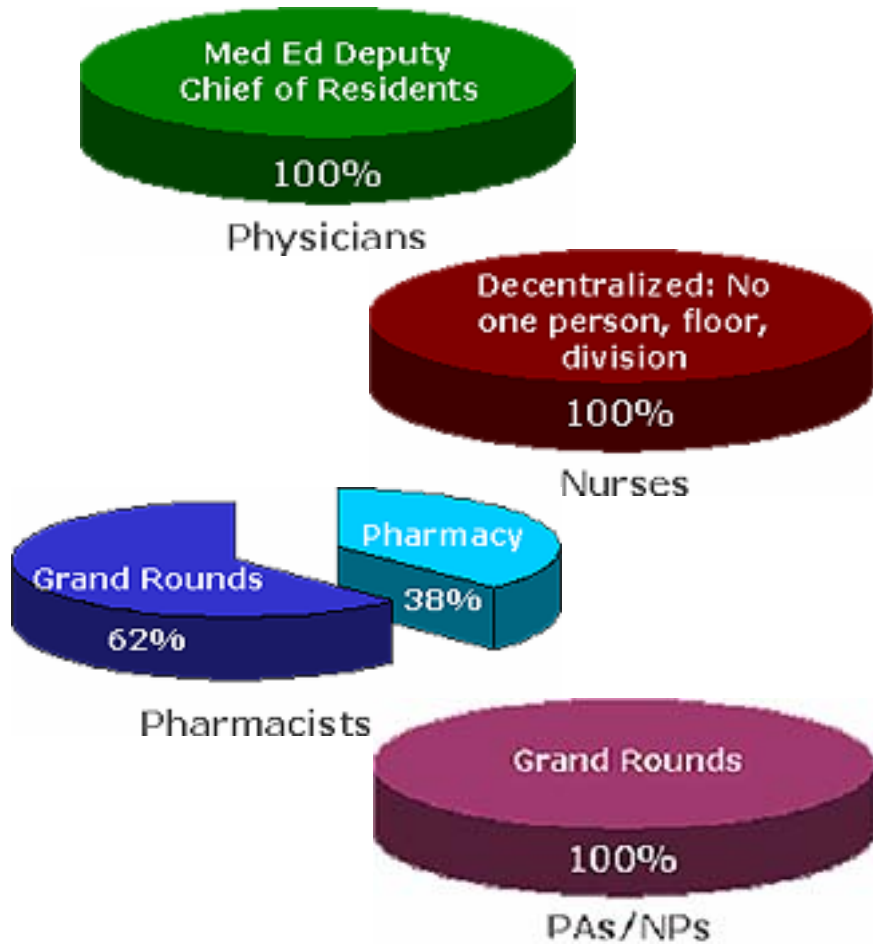 Med Ed Deputy
Chief of Residents
100%
Physicians
Decentralized: No
one person, floor,
division
100%
Nurses
Pharmacy
38%
Grand Rounds
62%
Pharmacists
Grand Rounds
100%
PAs/NPs